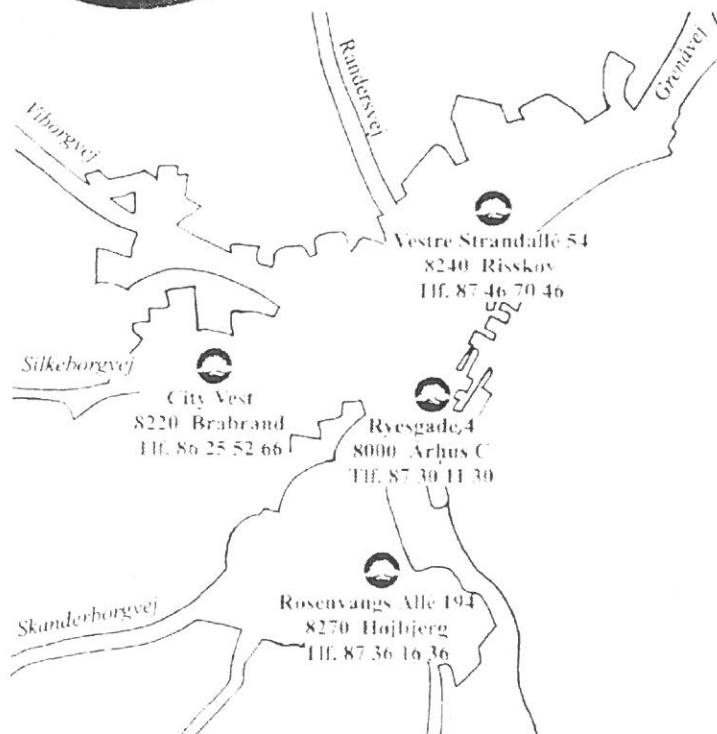 Randersvej
Grenåvej
Viborgvej
Vestre Strandallé 54
8240 Risskov
Tlf. 87 46 70 46
Silkeborgvej
City Vest
8220 Brabrand
Tlf. 86 25 52 66
Ryesgade 4
8000 Århus C
Tlf. 87 30 11 30
Rosenvangs Alle 194
8270 Højbjerg
Tlf. 87 36 16 36
Skanderborgvej